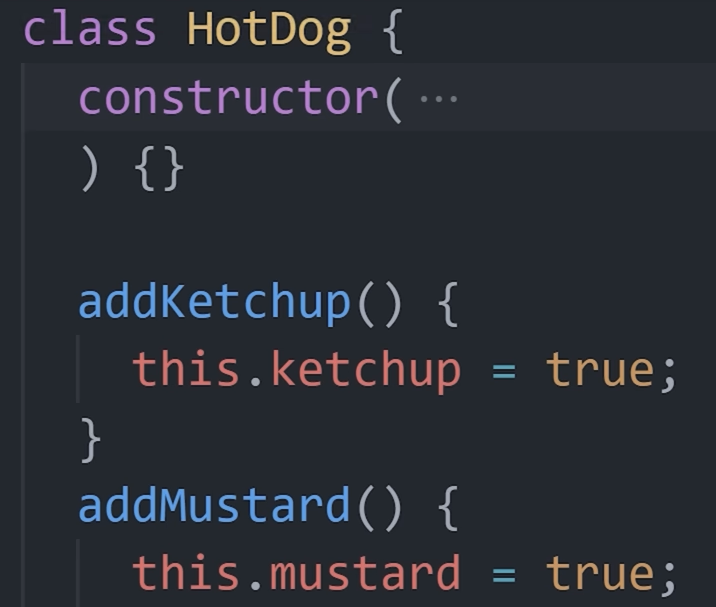 class HotDog {
constructor( ...
) {}
addKetchup() {
this.ketchup = true;
}
addMustard() {
this.mustard = true;